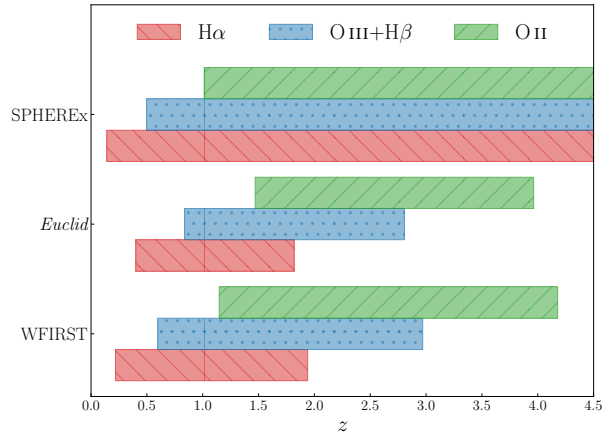 Hα O III+Hβ O II
SPHEREx
Euclid
WFIRST
0.0 0.5 1.0 1.5 2.0 2.5 3.0 3.5 4.0 4.5
z